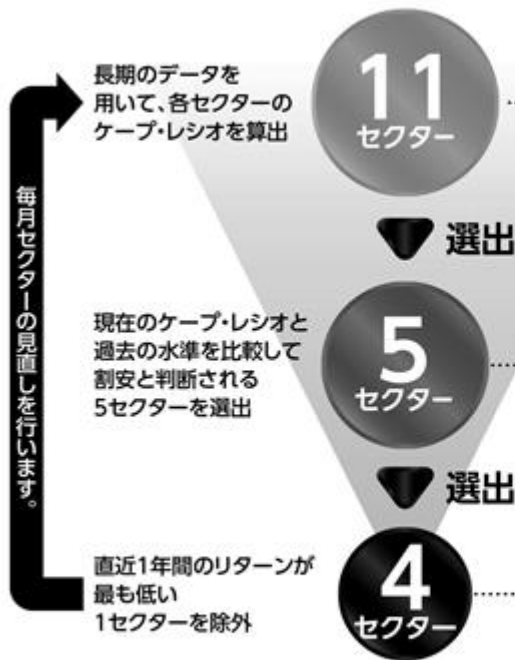 長期のデータを
用いて、各セクターの
ケープ・レシオを算出
11
セクター
選出
毎月セクターの見直しを行います。
現在のケープ・レシオと
過去の水準を比較して
割安と判断される
5セクターを選出
5
セクター
選出
直近1年間のリターンが
最も低い
1セクターを除外
4
セクター